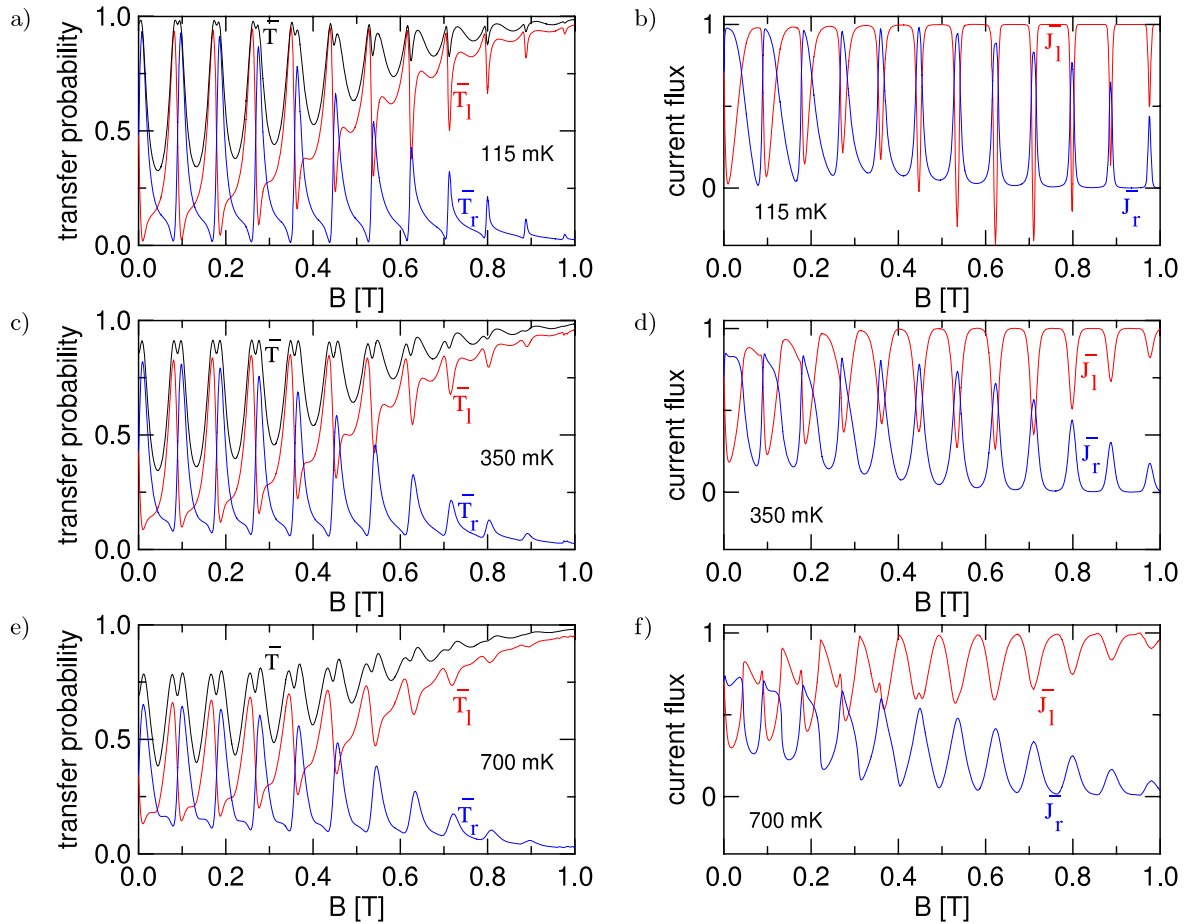 a)
transfer probability
1.0
0.5
0.0
T̅
T̅l
T̅r
115 mK
0.0 0.2 0.4 0.6 0.8 1.0
B [T]
b)
current flux
1
0
J̅l
J̅r
115 mK
0.0 0.2 0.4 0.6 0.8 1.0
B [T]
c)
transfer probability
1.0
0.5
0.0
T̅
T̅l
T̅r
350 mK
0.0 0.2 0.4 0.6 0.8 1.0
B [T]
d)
current flux
1
0
J̅l
J̅r
350 mK
0.0 0.2 0.4 0.6 0.8 1.0
B [T]
e)
transfer probability
1.0
0.5
0.0
T̅
T̅l
T̅r
700 mK
0.0 0.2 0.4 0.6 0.8 1.0
B [T]
f)
current flux
1
0
J̅l
J̅r
700 mK
0.0 0.2 0.4 0.6 0.8 1.0
B [T]